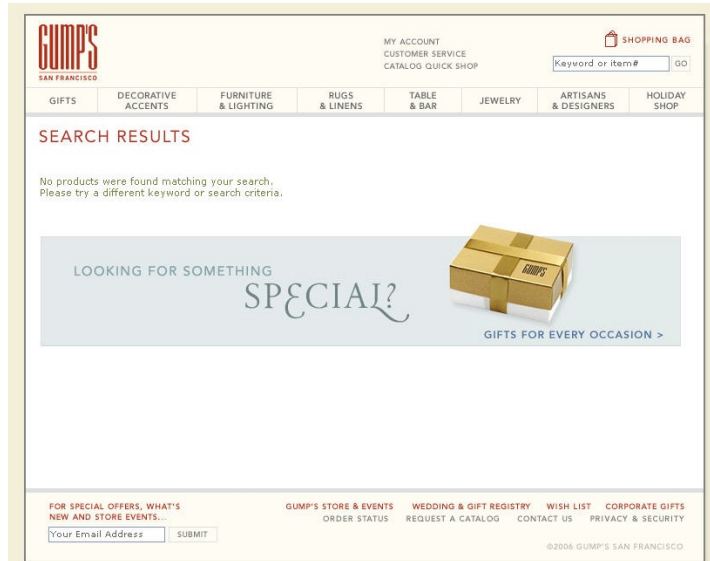 GUMP'S
SAN FRANCISCO
MY ACCOUNT
CUSTOMER SERVICE
CATALOG QUICK SHOP
SHOPPING BAG
Keyword or item#
GO
GIFTS
DECORATIVE
ACCENTS
FURNITURE
& LIGHTING
RUGS
& LINENS
TABLE
& BAR
JEWELRY
ARTISANS
& DESIGNERS
HOLIDAY
SHOP
SEARCH RESULTS
No products were found matching your search.
Please try a different keyword or search criteria.
LOOKING FOR SOMETHING
SPECIAL?
GUMP'S
GIFTS FOR EVERY OCCASION >
FOR SPECIAL OFFERS, WHAT'S
NEW AND STORE EVENTS...
Your Email Address
SUBMIT
GUMP'S STORE & EVENTS WEDDING & GIFT REGISTRY WISH LIST CORPORATE GIFTS
ORDER STATUS REQUEST A CATALOG CONTACT US PRIVACY & SECURITY
©2006 GUMP'S SAN FRANCISCO